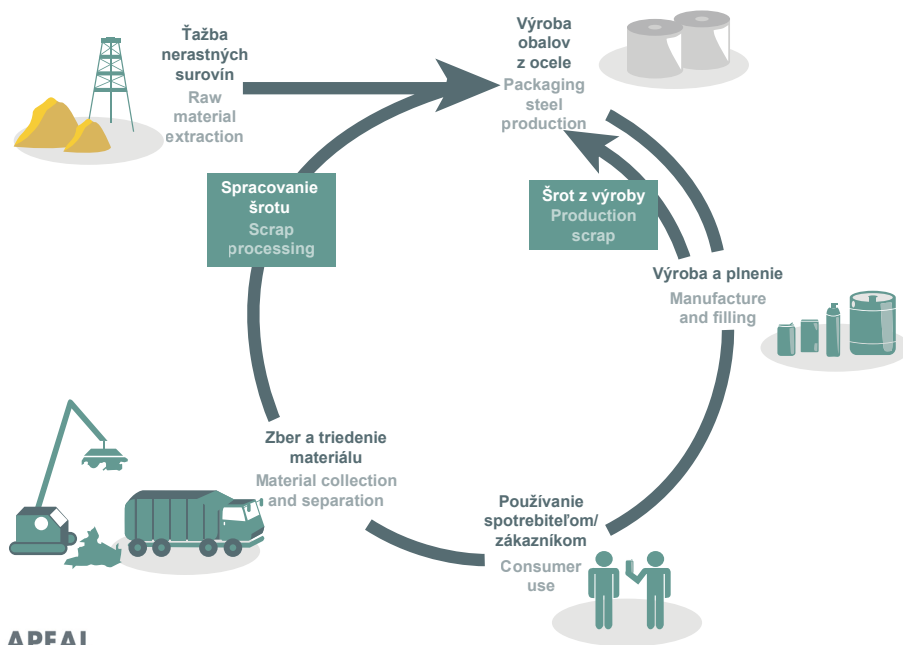 Ťažba
nerastných
surovín
Raw
material
extraction
Výroba
obalov
z ocele
Packaging
steel
production
Spracovanie
šrotu
Scrap
processing
Šrot z výroby
Production
scrap
Výroba a plnenie
Manufacture
and filling
Zber a triedenie
materiálu
Material collection
and separation
Používanie
spotrebiteľom/
zákazníkom
Consumer
use
APEAL